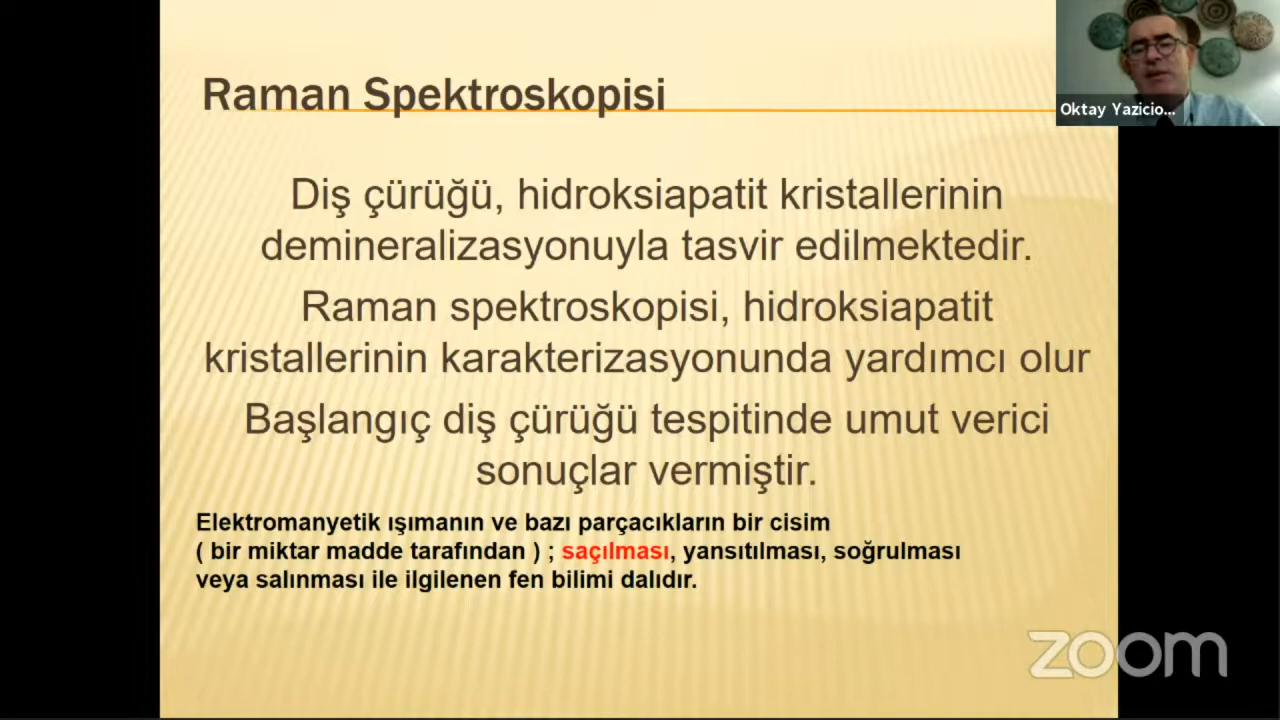 Raman Spektroskopisi
Oktay Yazicio...
Diş çürüğü, hidroksiapatit kristallerinin
demineralizasyonuyla tasvir edilmektedir.
Raman spektroskopisi, hidroksiapatit
kristallerinin karakterizasyonunda yardımcı olur
Başlangıç diş çürüğü tespitinde umut verici
sonuçlar vermiştir.
Elektromanyetik ışımanın ve bazı parçacıkların bir cisim
( bir miktar madde tarafından ) ; saçılması, yansıtılması, soğrulması
veya salınması ile ilgilenen fen bilimi dalıdır.
zoom